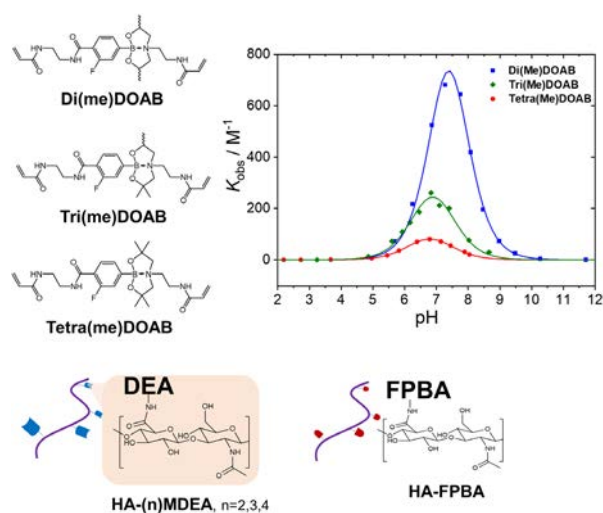 Di(me)DOAB
Tri(me)DOAB
Tetra(me)DOAB
K_obs / M⁻¹
800
600
400
200
0
2 3 4 5 6 7 8 9 10 11 12
pH
Di(Me)DOAB
Tri(Me)DOAB
Tetra(Me)DOAB
DEA
HA-(n)MDEA, n=2,3,4
FPBA
HA-FPBA